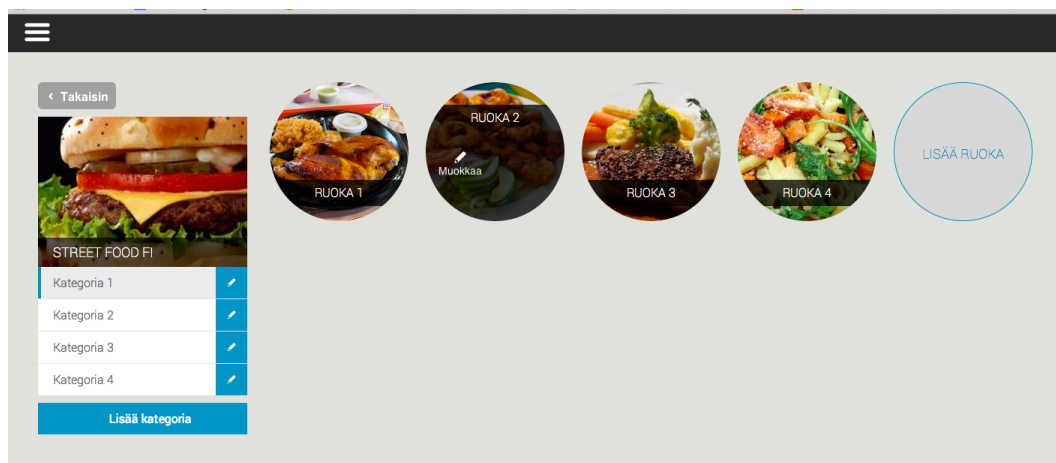 ‹ Takaisin
STREET FOOD FI
Kategoria 1
Kategoria 2
Kategoria 3
Kategoria 4
Lisää kategoria
RUOKA 1
RUOKA 2
Muokkaa
RUOKA 3
RUOKA 4
LISÄÄ RUOKA